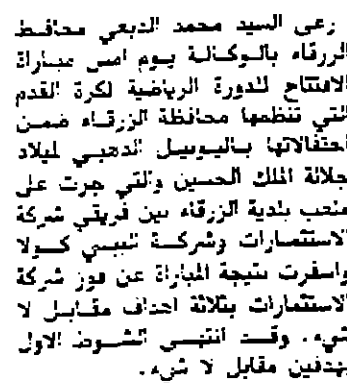 رعى السيد محمد الدبعي محافظ
الزرقاء بالوكالة يوم امس مباراة
الافتتاح للدورة الرياضية لكرة القدم
التي تنظمها محافظة الزرقاء ضمن
احتفالاتها باليوبيل الذهبي لميلاد
جلالة الملك الحسين والتي جرت على
ملعب بلدية الزرقاء بين فريقي شركة
الاستثمارات وشركة البيبسي كولا
واسفرت نتيجة المباراة عن فوز شركة
الاستثمارات بثلاثة اهداف مقابل لا
شيء. وقد انتهى الشوط الاول
بهدفين مقابل لا شيء.